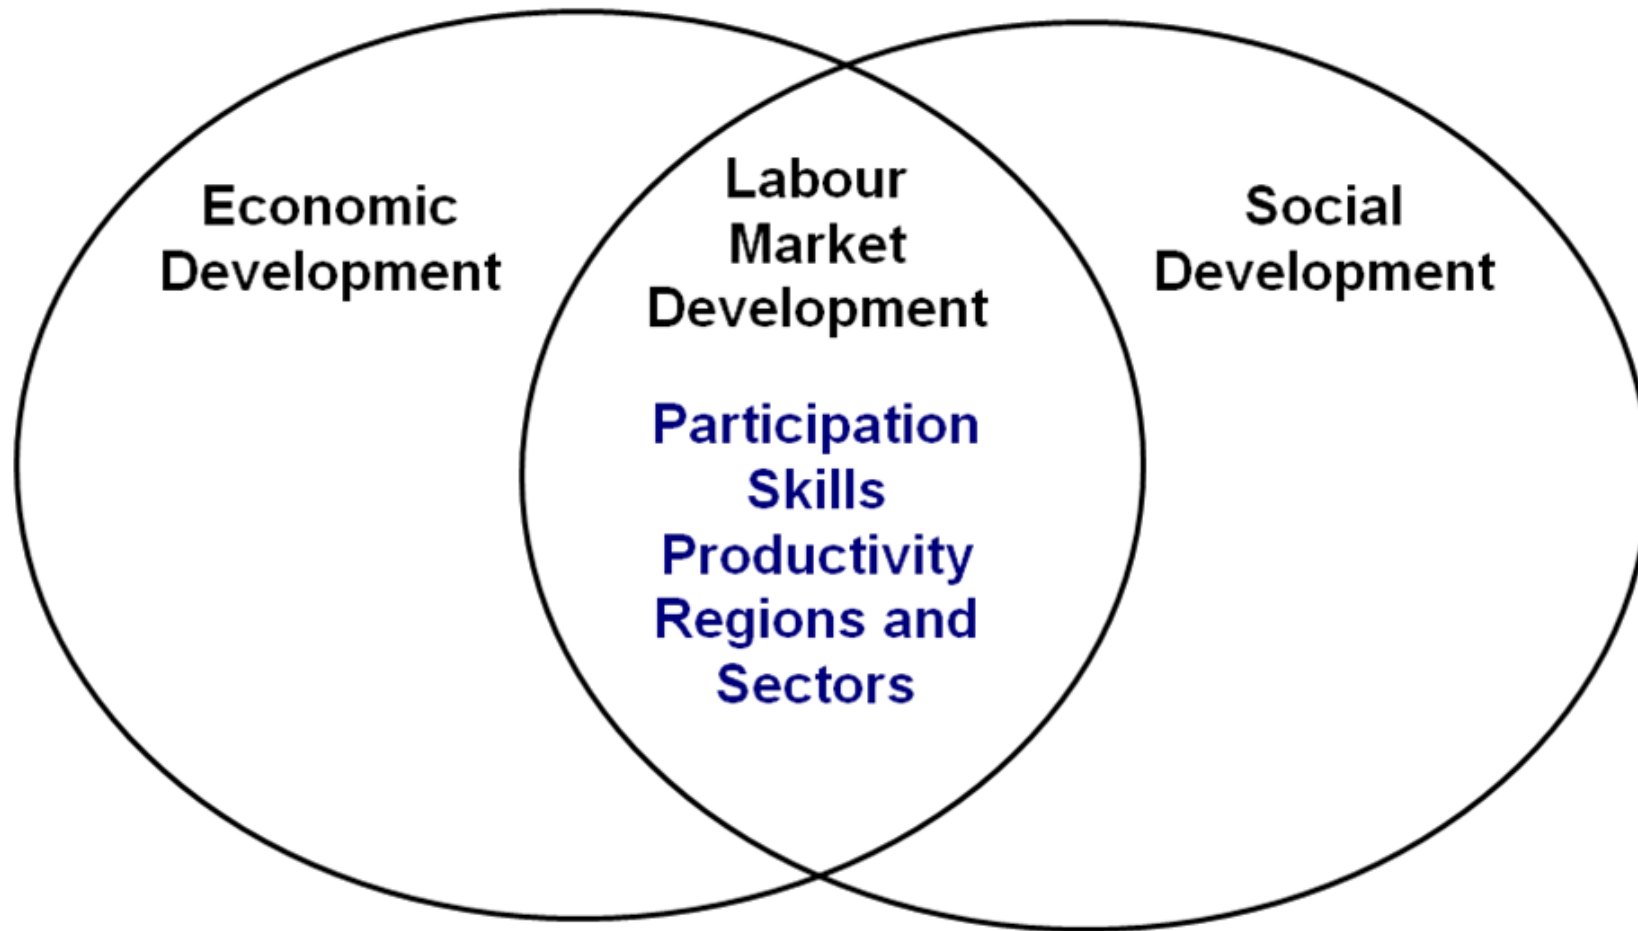 Economic
Development
Labour
Market
Development
Participation
Skills
Productivity
Regions and
Sectors
Social
Development